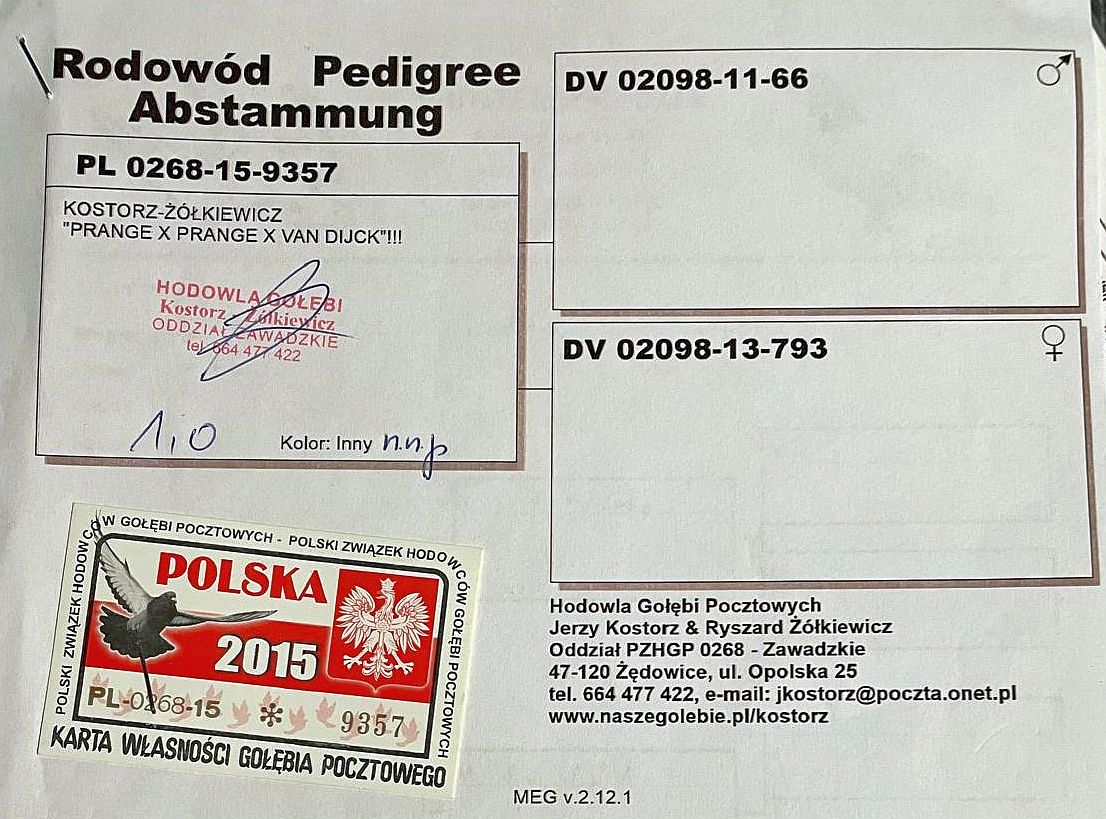 Rodowód Pedigree
Abstammung
PL 0268-15-9357
KOSTORZ-ŻÓŁKIEWICZ
"PRANGE X PRANGE X VAN DIJCK"!!!
HODOWLA GOŁĘBI
Kostorz - Żółkiewicz
ODDZIAŁ ZAWADZKIE
tel. 664 477 422
1,0
Kolor: Inny n.n.p
DV 02098-11-66
♂
DV 02098-13-793
♀
POLSKI ZWIĄZEK HODOWCÓW GOŁĘBI POCZTOWYCH - POLSKI ZWIĄZEK HODOWCÓW GOŁĘBI POCZTOWYCH
POLSKA
2015
PL-0268-15 * 9357
KARTA WŁASNOŚCI GOŁĘBIA POCZTOWEGO
Hodowla Gołębi Pocztowych
Jerzy Kostorz & Ryszard Żółkiewicz
Oddział PZHGP 0268 - Zawadzkie
47-120 Żędowice, ul. Opolska 25
tel. 664 477 422, e-mail: jkostorz@poczta.onet.pl
www.naszegolebie.pl/kostorz
MEG v.2.12.1